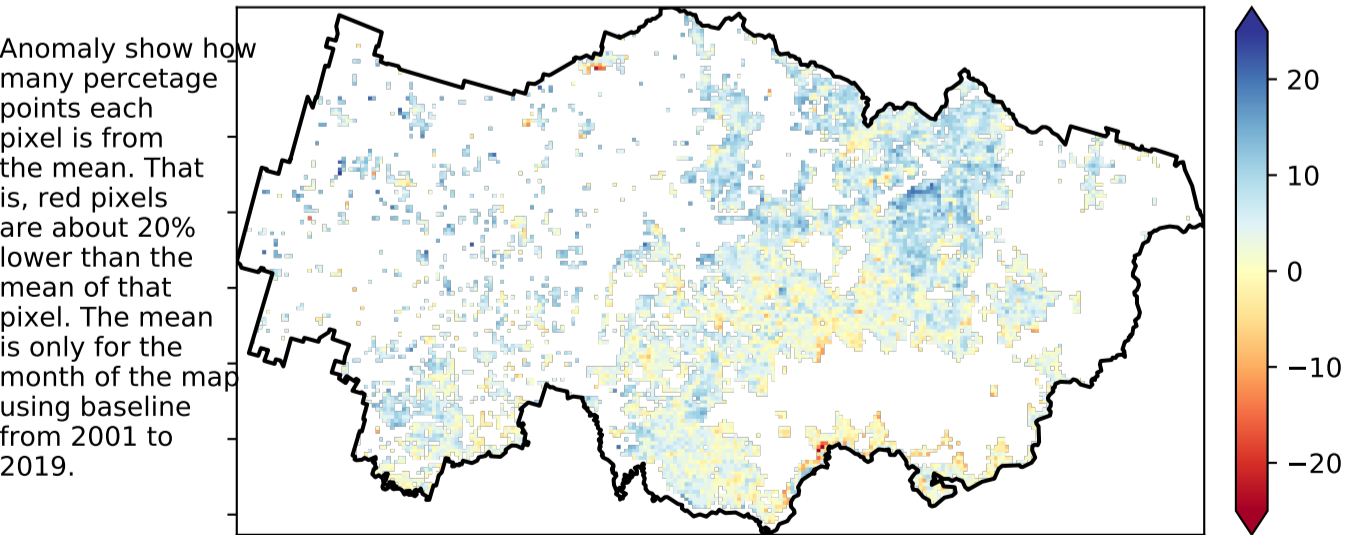 Anomaly show how
many percetage
points each
pixel is from
the mean. That
is, red pixels
are about 20%
lower than the
mean of that
pixel. The mean
is only for the
month of the map
using baseline
from 2001 to
2019.
20
10
0
−10
−20